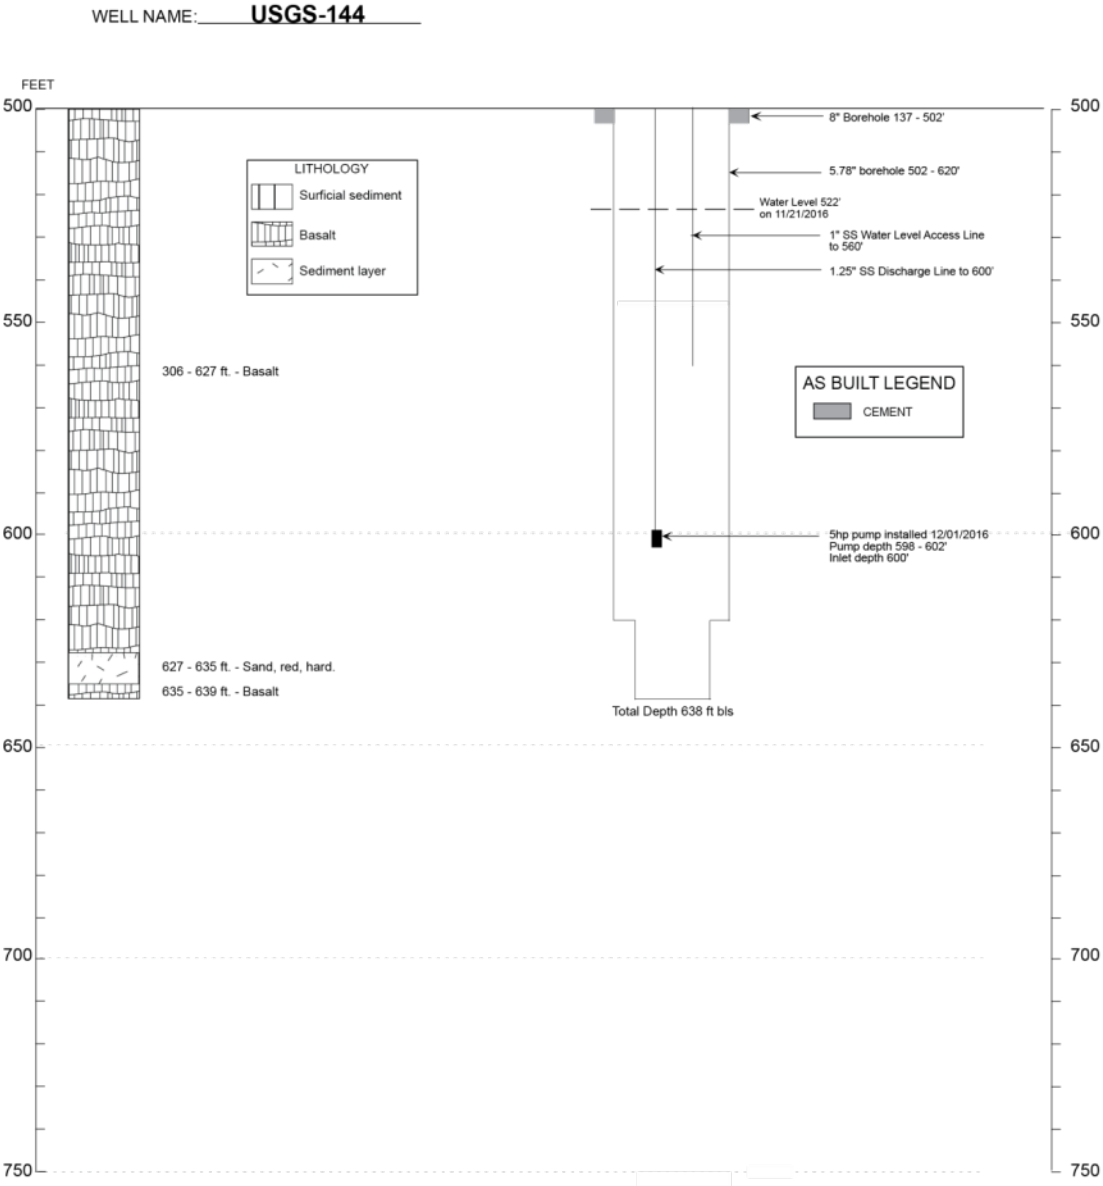 WELL NAME: USGS-144
FEET
500
500
8" Borehole 137 - 502'
LITHOLOGY
5.78" borehole 502 - 620'
Surficial sediment
Water Level 522'
on 11/21/2016
Basalt
1" SS Water Level Access Line
to 560'
Sediment layer
1.25" SS Discharge Line to 600'
550
550
306 - 627 ft. - Basalt
AS BUILT LEGEND
CEMENT
600
600
5hp pump installed 12/01/2016
Pump depth 598 - 602'
Inlet depth 600'
627 - 635 ft. - Sand, red, hard.
635 - 639 ft. - Basalt
Total Depth 638 ft bls
650
650
700
700
750
750